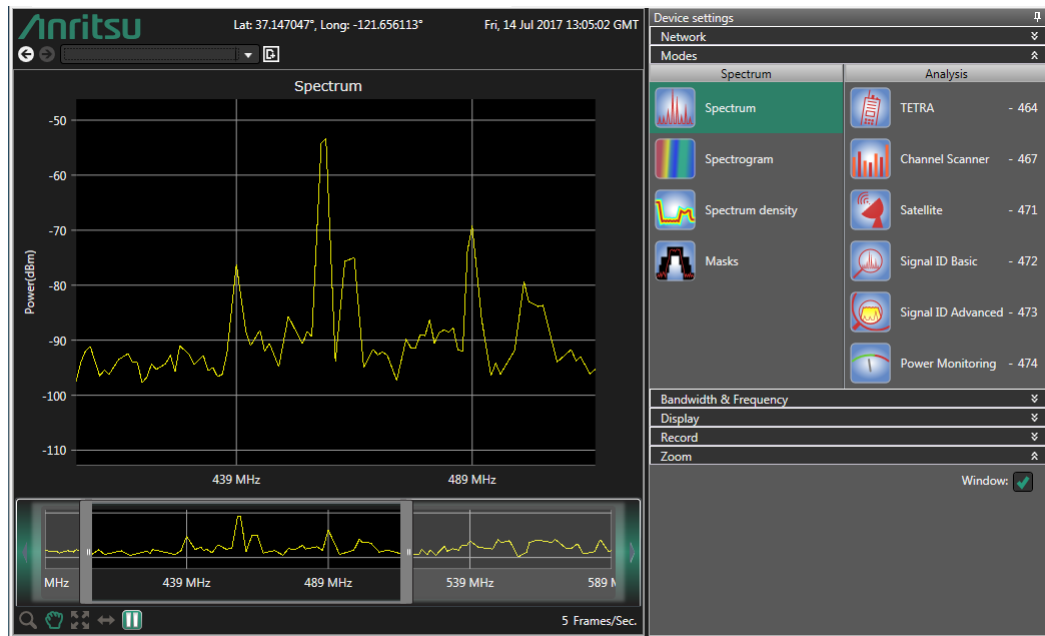 Anritsu
Lat: 37.147047°, Long: -121.656113°
Fri, 14 Jul 2017 13:05:02 GMT
Spectrum
-50
-60
-70
-80
-90
-100
-110
Power(dBm)
439 MHz
489 MHz
MHz
439 MHz
489 MHz
539 MHz
589 M
5 Frames/Sec.
Device settings
Network
Modes
Spectrum
Analysis
Spectrum
TETRA - 464
Spectrogram
Channel Scanner - 467
Spectrum density
Satellite - 471
Masks
Signal ID Basic - 472
Signal ID Advanced - 473
Power Monitoring - 474
Bandwidth & Frequency
Display
Record
Zoom
Window: